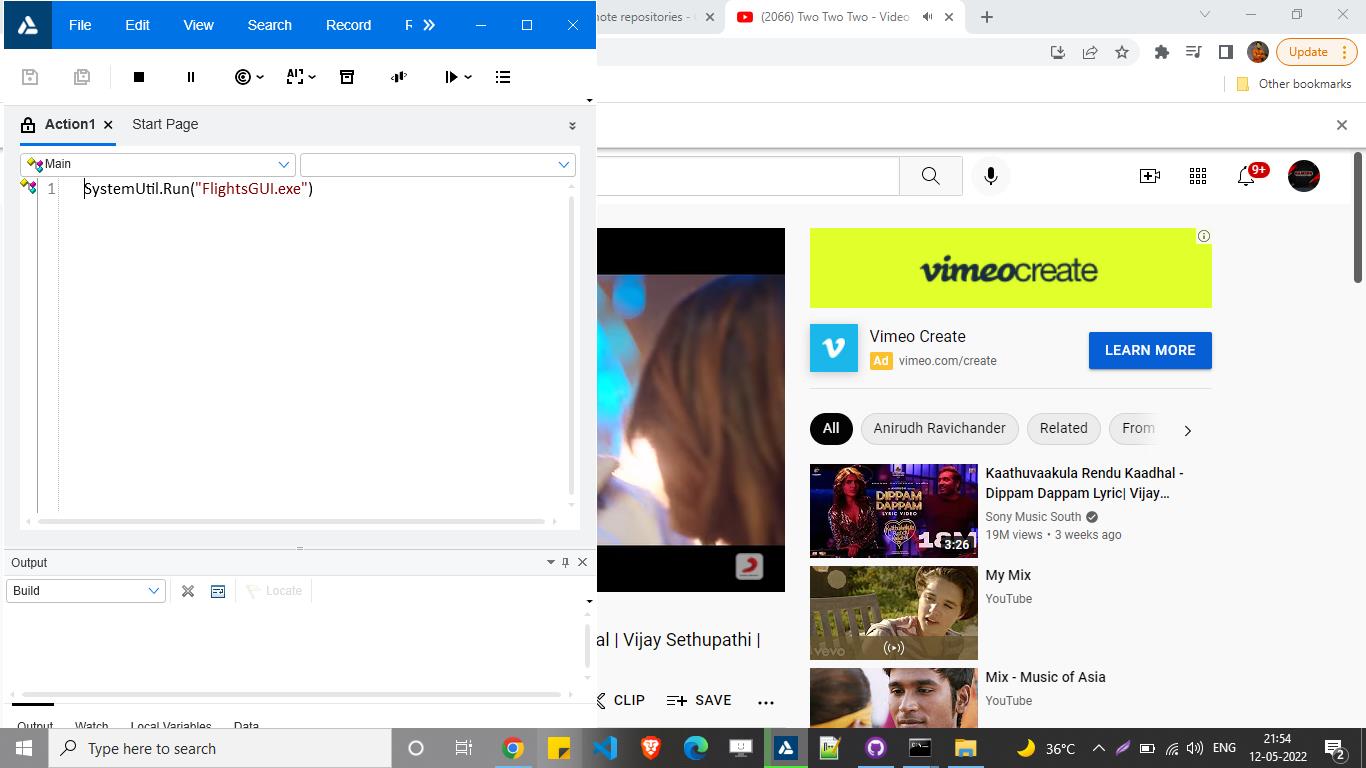 File Edit View Search Record
note repositories -
(2066) Two Two Two - Video
Update
Other bookmarks
Action1 Start Page
Main
1 SystemUtil.Run("FlightsGUI.exe")
9+
vimeocreate
Vimeo Create
Ad vimeo.com/create
LEARN MORE
All Anirudh Ravichander Related From
DIPPAM
DAPPAM
LYRIC VIDEO
18M
3:26
Kaathuvaakula Rendu Kaadhal -
Dippam Dappam Lyric| Vijay...
Sony Music South
19M views • 3 weeks ago
My Mix
YouTube
vevo
Mix - Music of Asia
YouTube
al | Vijay Sethupathi |
CLIP SAVE ...
Output
Build
Locate
Output Watch Local Variables Data
Type here to search
36°C
ENG
21:54
12-05-2022
2